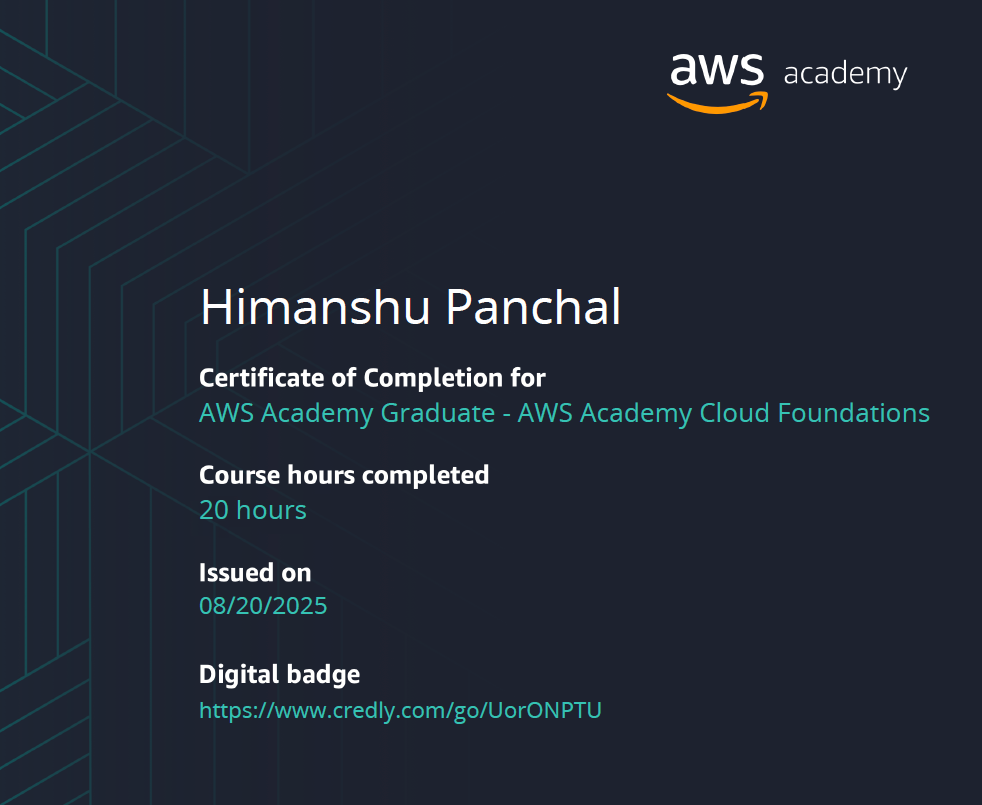 aws academy
Himanshu Panchal
Certificate of Completion for
AWS Academy Graduate - AWS Academy Cloud Foundations
Course hours completed
20 hours
Issued on
08/20/2025
Digital badge
https://www.credly.com/go/UorONPTU